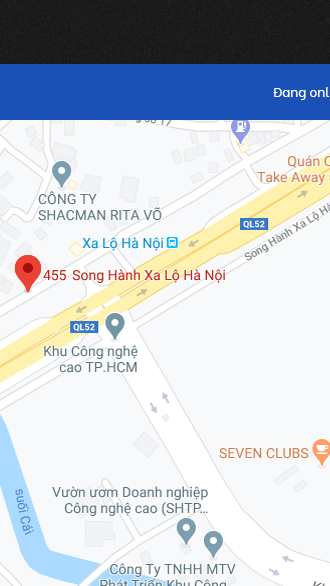 Đang onl
Quán C
Take Away
CÔNG TY
SHACMAN RITA VÕ
QL52
Song Hành Xa Lộ Hà
Xa Lộ Hà Nội
455 Song Hành Xa Lộ Hà Nội
QL52
Khu Công nghệ
cao TP.HCM
SEVEN CLUBS
suối Cái
Vườn ươm Doanh nghiệp
Công nghệ cao (SHTP...
Công Ty TNHH MTV
Phát Triển Khu Công